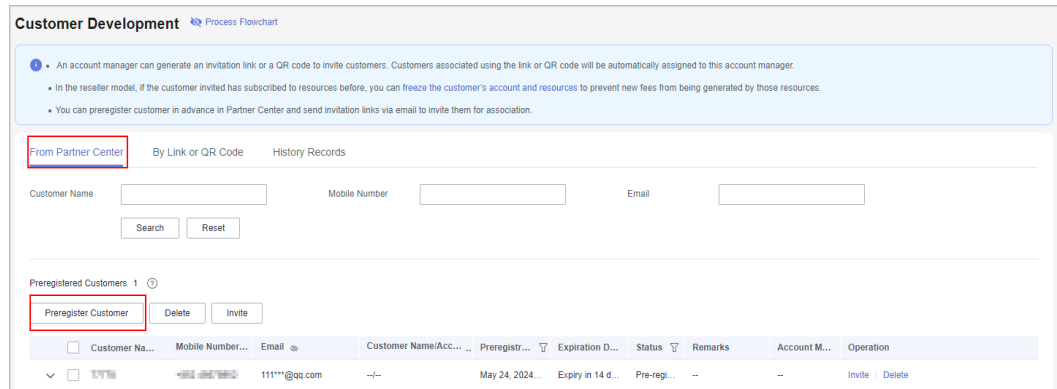 Customer Development Process Flowchart
An account manager can generate an invitation link or a QR code to invite customers. Customers associated using the link or QR code will be automatically assigned to this account manager.
In the reseller model, if the customer invited has subscribed to resources before, you can freeze the customer's account and resources to prevent new fees from being generated by those resources.
You can preregister customer in advance in Partner Center and send invitation links via email to invite them for association.
From Partner Center By Link or QR Code History Records
Customer Name Mobile Number Email
Search Reset
Preregistered Customers 1
Preregister Customer Delete Invite
Customer Na... Mobile Number... Email Customer Name/Acc... Preregistr... Expiration D... Status Remarks Account M... Operation
111***@qq.com --/-- May 24, 2024... Expiry in 14 d... Pre-regi... -- -- Invite Delete